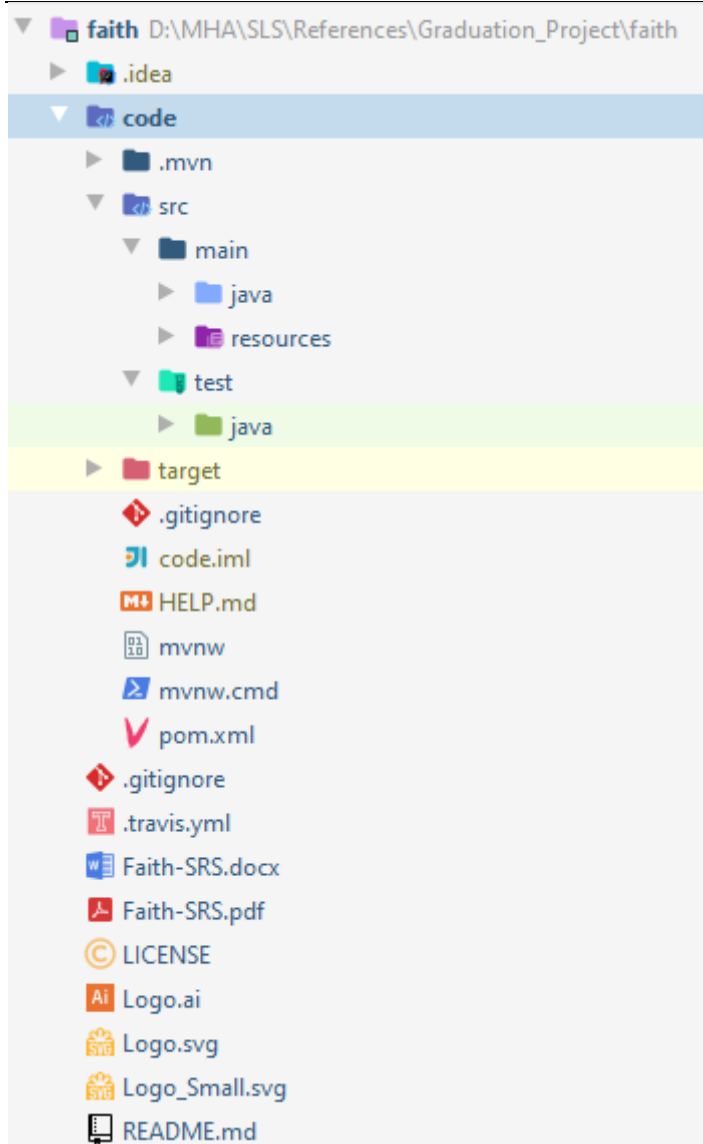 faith D:\MHA\SLS\References\Graduation_Project\faith
.idea
code
.mvn
src
main
java
resources
test
java
target
.gitignore
code.iml
HELP.md
mvnw
mvnw.cmd
pom.xml
.gitignore
.travis.yml
Faith-SRS.docx
Faith-SRS.pdf
LICENSE
Logo.ai
Logo.svg
Logo_Small.svg
README.md